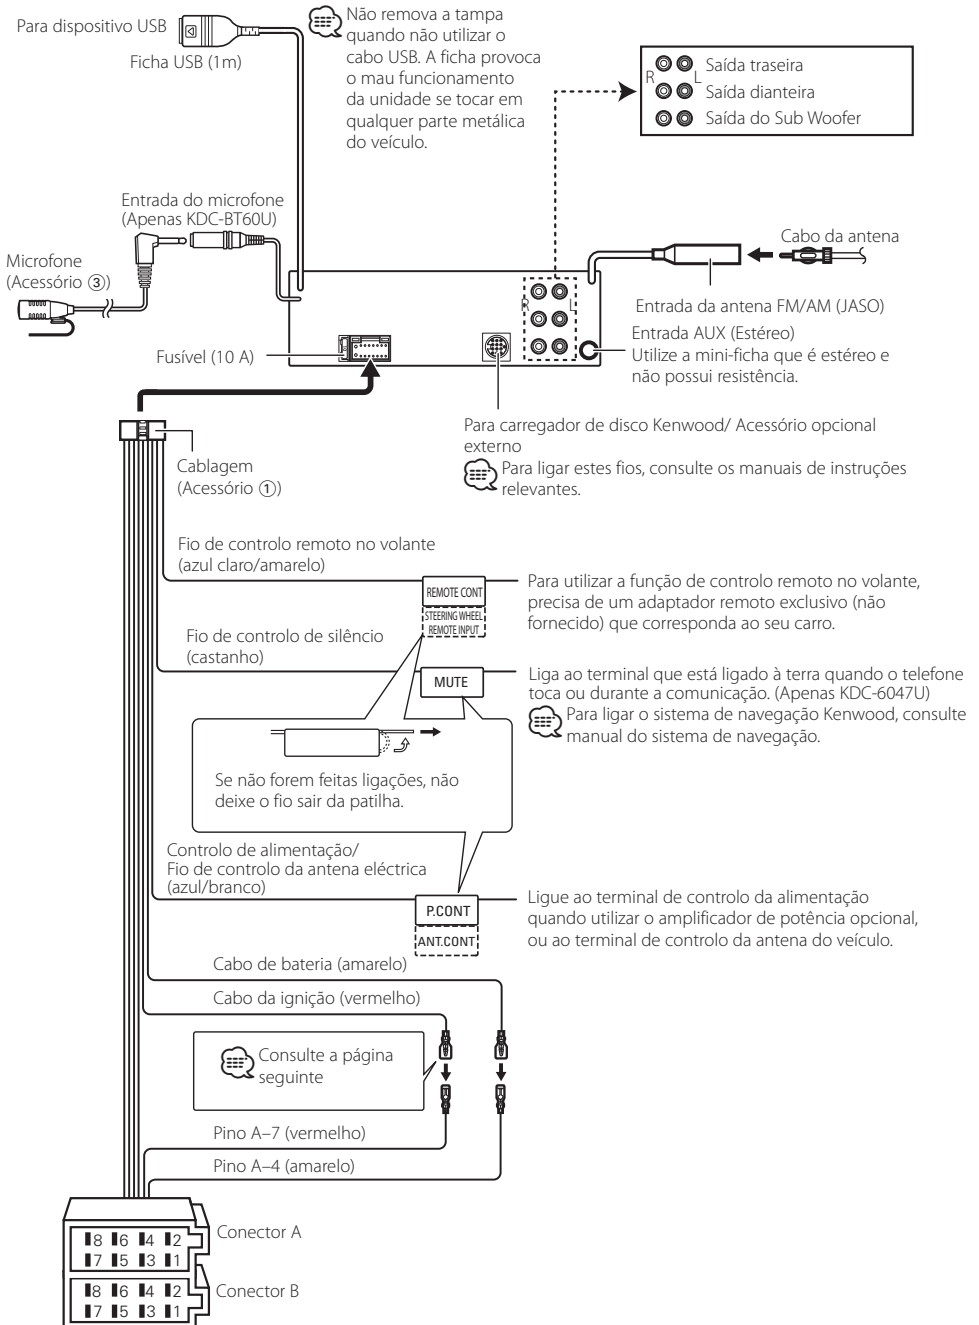 Para dispositivo USB
Ficha USB (1m)
Não remova a tampa
quando não utilizar o
cabo USB. A ficha provoca
o mau funcionamento
da unidade se tocar em
qualquer parte metálica
do veículo.
R
L
Saída traseira
Saída dianteira
Saída do Sub Woofer
Entrada do microfone
(Apenas KDC-BT60U)
Microfone
(Acessório ③)
Cabo da antena
Entrada da antena FM/AM (JASO)
R
L
Entrada AUX (Estéreo)
Utilize a mini-ficha que é estéreo e
não possui resistência.
Fusível (10 A)
Para carregador de disco Kenwood/ Acessório opcional
externo
Para ligar estes fios, consulte os manuais de instruções
relevantes.
Cablagem
(Acessório ①)
Fio de controlo remoto no volante
(azul claro/amarelo)
REMOTE CONT
STEERING WHEEL
REMOTE INPUT
Para utilizar a função de controlo remoto no volante,
precisa de um adaptador remoto exclusivo (não
fornecido) que corresponda ao seu carro.
Fio de controlo de silêncio
(castanho)
MUTE
Liga ao terminal que está ligado à terra quando o telefone
toca ou durante a comunicação. (Apenas KDC-6047U)
Para ligar o sistema de navegação Kenwood, consulte
manual do sistema de navegação.
Se não forem feitas ligações, não
deixe o fio sair da patilha.
Controlo de alimentação/
Fio de controlo da antena eléctrica
(azul/branco)
P.CONT
ANT.CONT
Ligue ao terminal de controlo da alimentação
quando utilizar o amplificador de potência opcional,
ou ao terminal de controlo da antena do veículo.
Cabo de bateria (amarelo)
Cabo da ignição (vermelho)
Consulte a página
seguinte
Pino A–7 (vermelho)
Pino A–4 (amarelo)
Conector A
8 6 4 2
7 5 3 1
Conector B
8 6 4 2
7 5 3 1